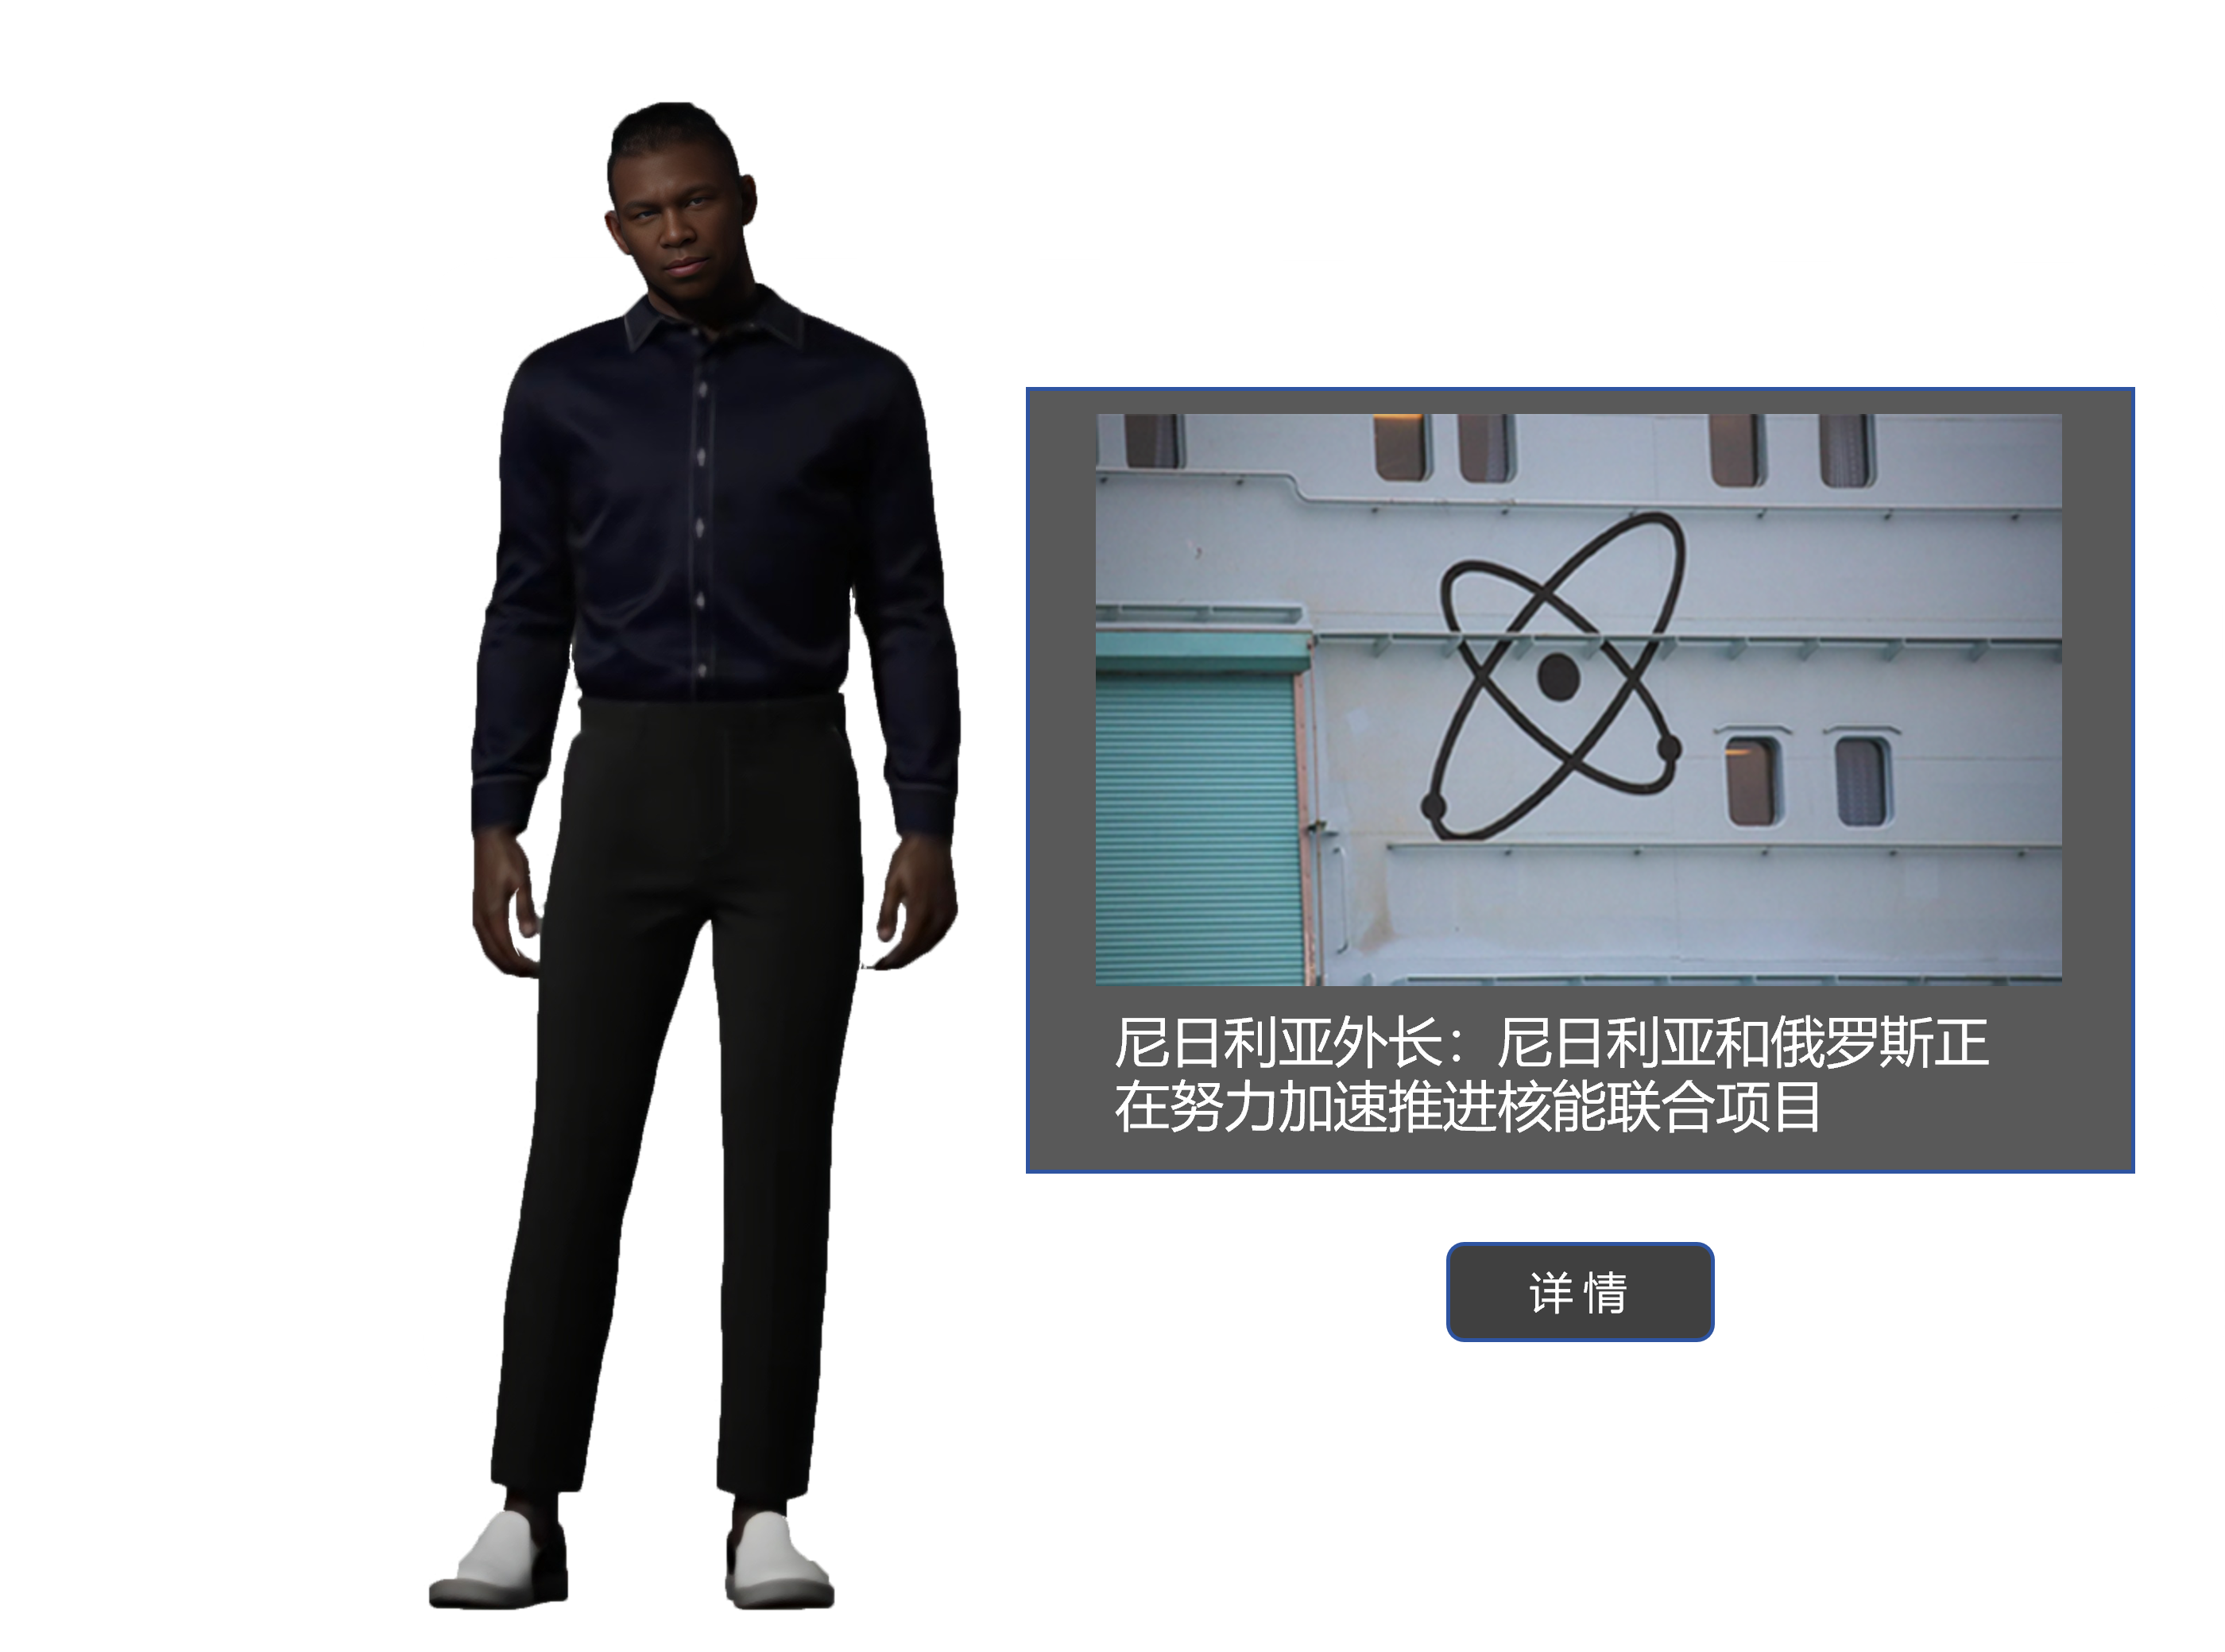 尼日利亚外长：尼日利亚和俄罗斯正
在努力加速推进核能联合项目
详情